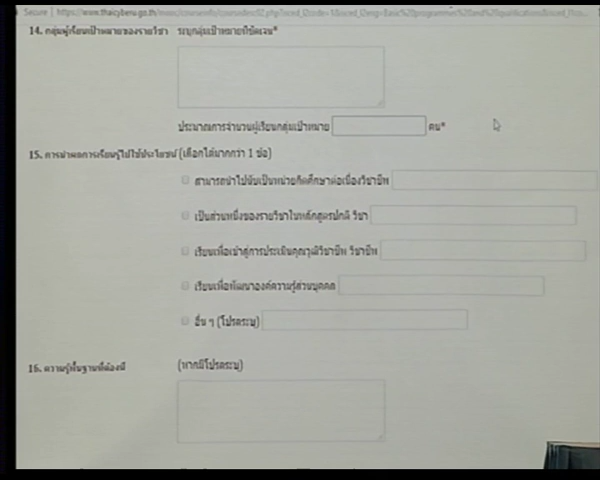 Secure | https://www.thaicyberu.go.th/
14. กลุ่มผู้เรียนเป้าหมายของรายวิชา ระบุกลุ่มเป้าหมายที่ชัดเจน*
ประมาณการจำนวนผู้เรียนกลุ่มเป้าหมาย คน*
15. การนำผลการเรียนรู้ไปใช้ประโยชน์ (เลือกได้มากกว่า 1 ข้อ)
สามารถนำไปนับเป็นหน่วยกิตศึกษาต่อเนื่องวิชาชีพ
เป็นส่วนหนึ่งของรายวิชาในหลักสูตรปกติ วิชา
เรียนเพื่อเข้าสู่การประเมินคุณวุฒิวิชาชีพ วิชาชีพ
เรียนเพื่อพัฒนาองค์ความรู้ส่วนบุคคล
อื่น ๆ (โปรดระบุ)
16. ความรู้พื้นฐานที่ต้องมี (หากมีโปรดระบุ)